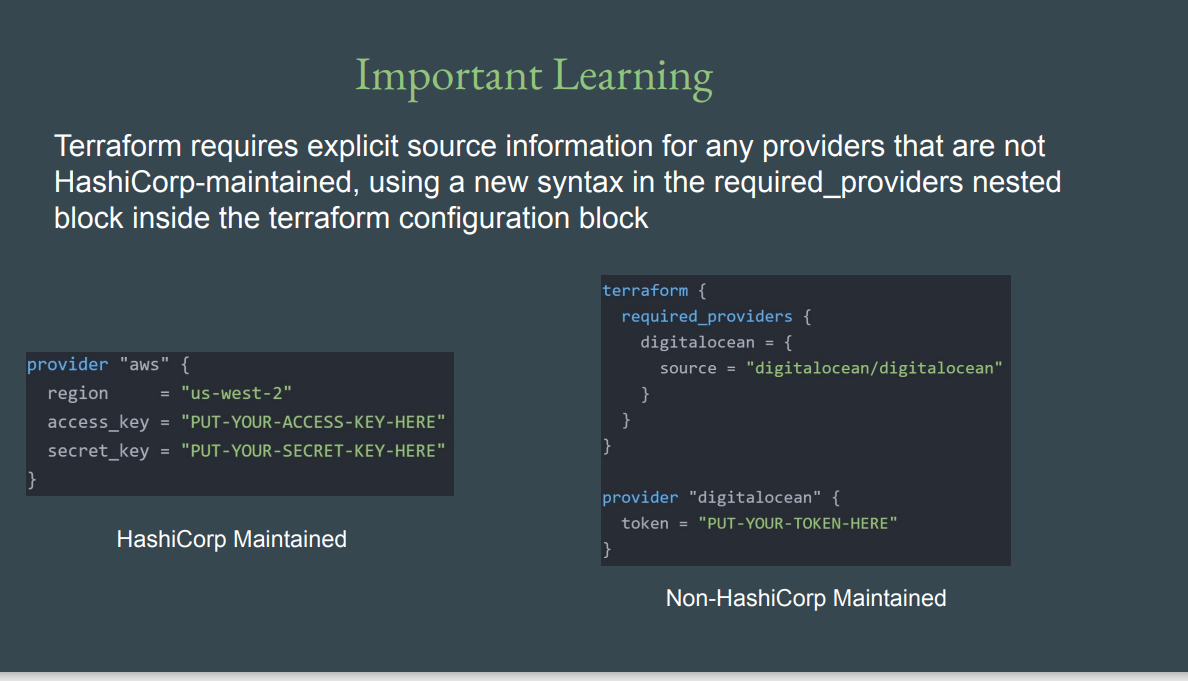 Important Learning
Terraform requires explicit source information for any providers that are not
HashiCorp-maintained, using a new syntax in the required_providers nested
block inside the terraform configuration block
provider "aws" {
  region     = "us-west-2"
  access_key = "PUT-YOUR-ACCESS-KEY-HERE"
  secret_key = "PUT-YOUR-SECRET-KEY-HERE"
}
HashiCorp Maintained
terraform {
  required_providers {
    digitalocean = {
      source = "digitalocean/digitalocean"
    }
  }
}

provider "digitalocean" {
  token = "PUT-YOUR-TOKEN-HERE"
}
Non-HashiCorp Maintained